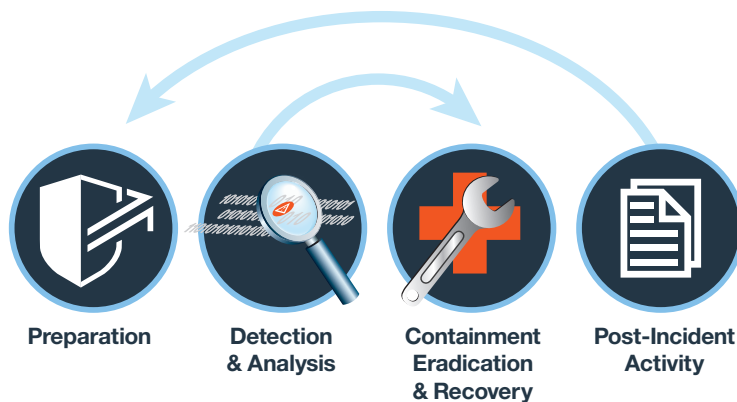 Preparation
Detection
& Analysis
Containment
Eradication
& Recovery
Post-Incident
Activity